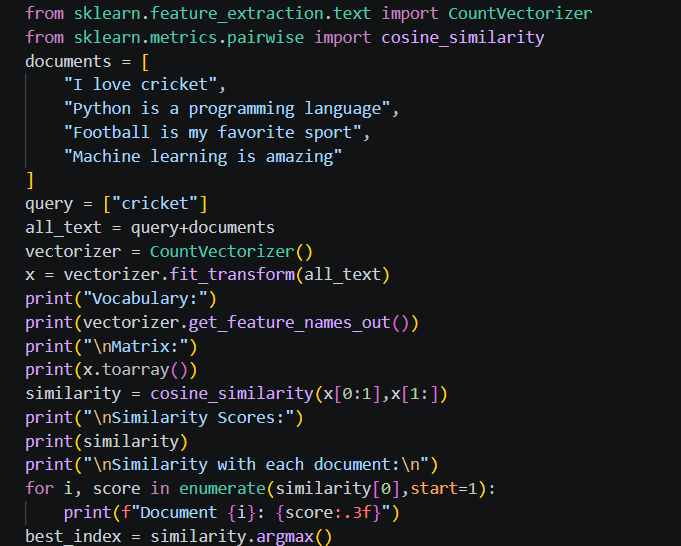 from sklearn.feature_extraction.text import CountVectorizer
from sklearn.metrics.pairwise import cosine_similarity
documents = [
    "I love cricket",
    "Python is a programming language",
    "Football is my favorite sport",
    "Machine learning is amazing"
]
query = ["cricket"]
all_text = query+documents
vectorizer = CountVectorizer()
x = vectorizer.fit_transform(all_text)
print("Vocabulary:")
print(vectorizer.get_feature_names_out())
print("\nMatrix:")
print(x.toarray())
similarity = cosine_similarity(x[0:1],x[1:])
print("\nSimilarity Scores:")
print(similarity)
print("\nSimilarity with each document:\n")
for i, score in enumerate(similarity[0],start=1):
    print(f"Document {i}: {score:.3f}")
best_index = similarity.argmax()